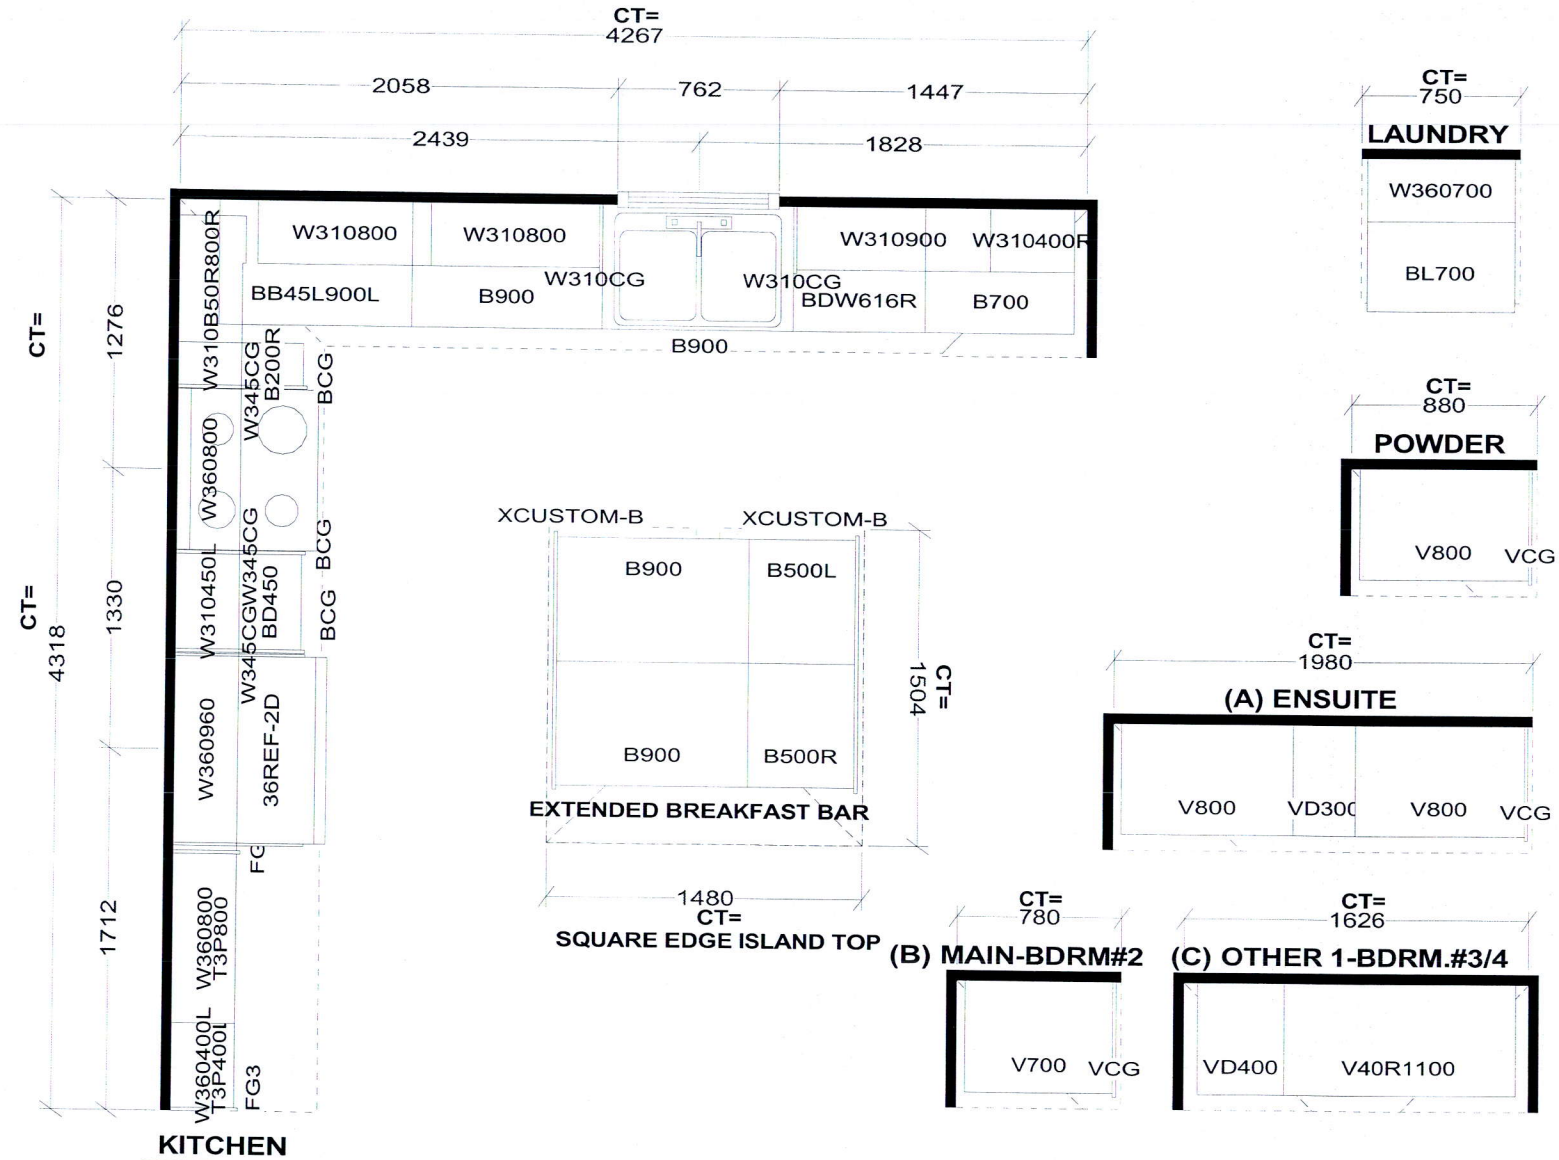 CT=
4267
2058
762
1447
2439
1828
CT=
750
LAUNDRY
W360700
BL700
W310800
W310800
W310CG
W310CG
W310900
W310400R
BB45L900L
B900
BDW616R
B700
B900
CT=
4318
CT=
1276
1330
1712
W310B50R800R
W345CG
B200R
BCG
W360800
W345CG
BCG
W310450L
W345CG
BD450
BCG
W360960
36REF-2D
FG
W360800
T3P800
W360400L
T3P400L
FG3
KITCHEN
XCUSTOM-B
XCUSTOM-B
B900
B500L
B900
B500R
EXTENDED BREAKFAST BAR
CT=
1504
1480
CT=
SQUARE EDGE ISLAND TOP
CT=
880
POWDER
V800
VCG
CT=
1980
(A) ENSUITE
V800
VD300
V800
VCG
CT=
780
(B) MAIN-BDRM#2
V700
VCG
CT=
1626
(C) OTHER 1-BDRM.#3/4
VD400
V40R1100